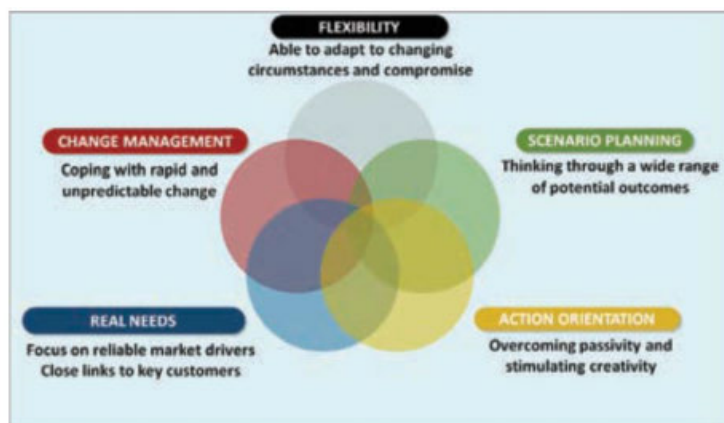 FLEXIBILITY
Able to adapt to changing
circumstances and compromise
CHANGE MANAGEMENT
Coping with rapid and
unpredictable change
SCENARIO PLANNING
Thinking through a wide range
of potential outcomes
REAL NEEDS
Focus on reliable market drivers
Close links to key customers
ACTION ORIENTATION
Overcoming passivity and
stimulating creativity